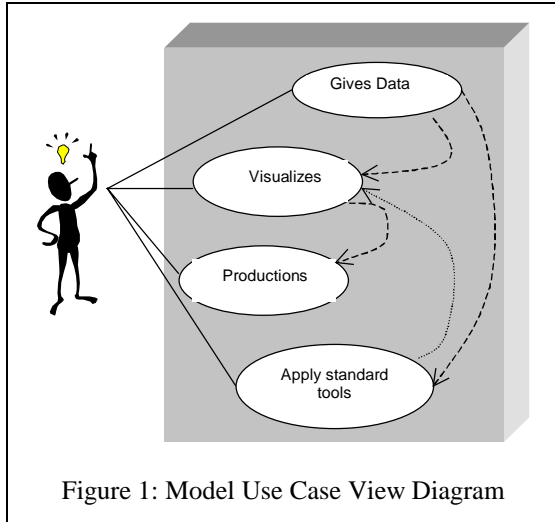 Gives Data
Visualizes
Productions
Apply standard
tools
Figure 1: Model Use Case View Diagram